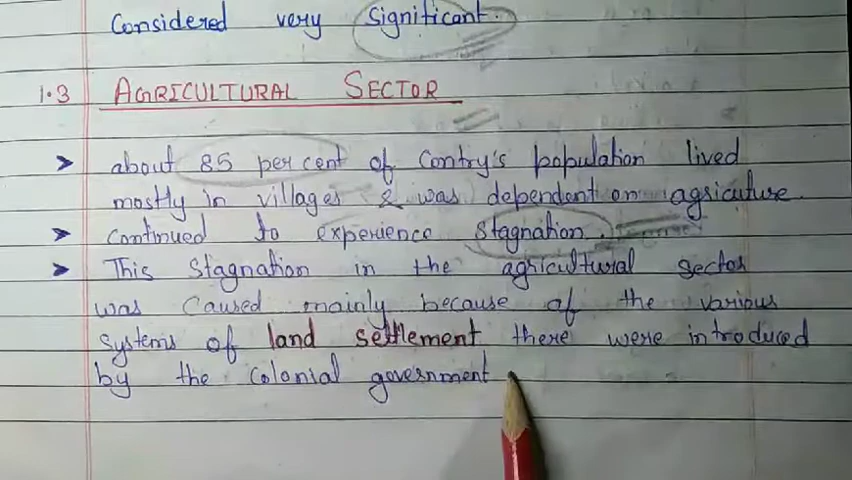 Considered very significant.
1.3 AGRICULTURAL SECTOR
➤ about 85 per cent of Contry's population lived
mostly in villages & was dependent on agricuture.
➤ continued to experience stagnation.
➤ This stagnation in the agricultural sector
was caused mainly because of the various
systems of land settlement there were introduced
by the colonial government